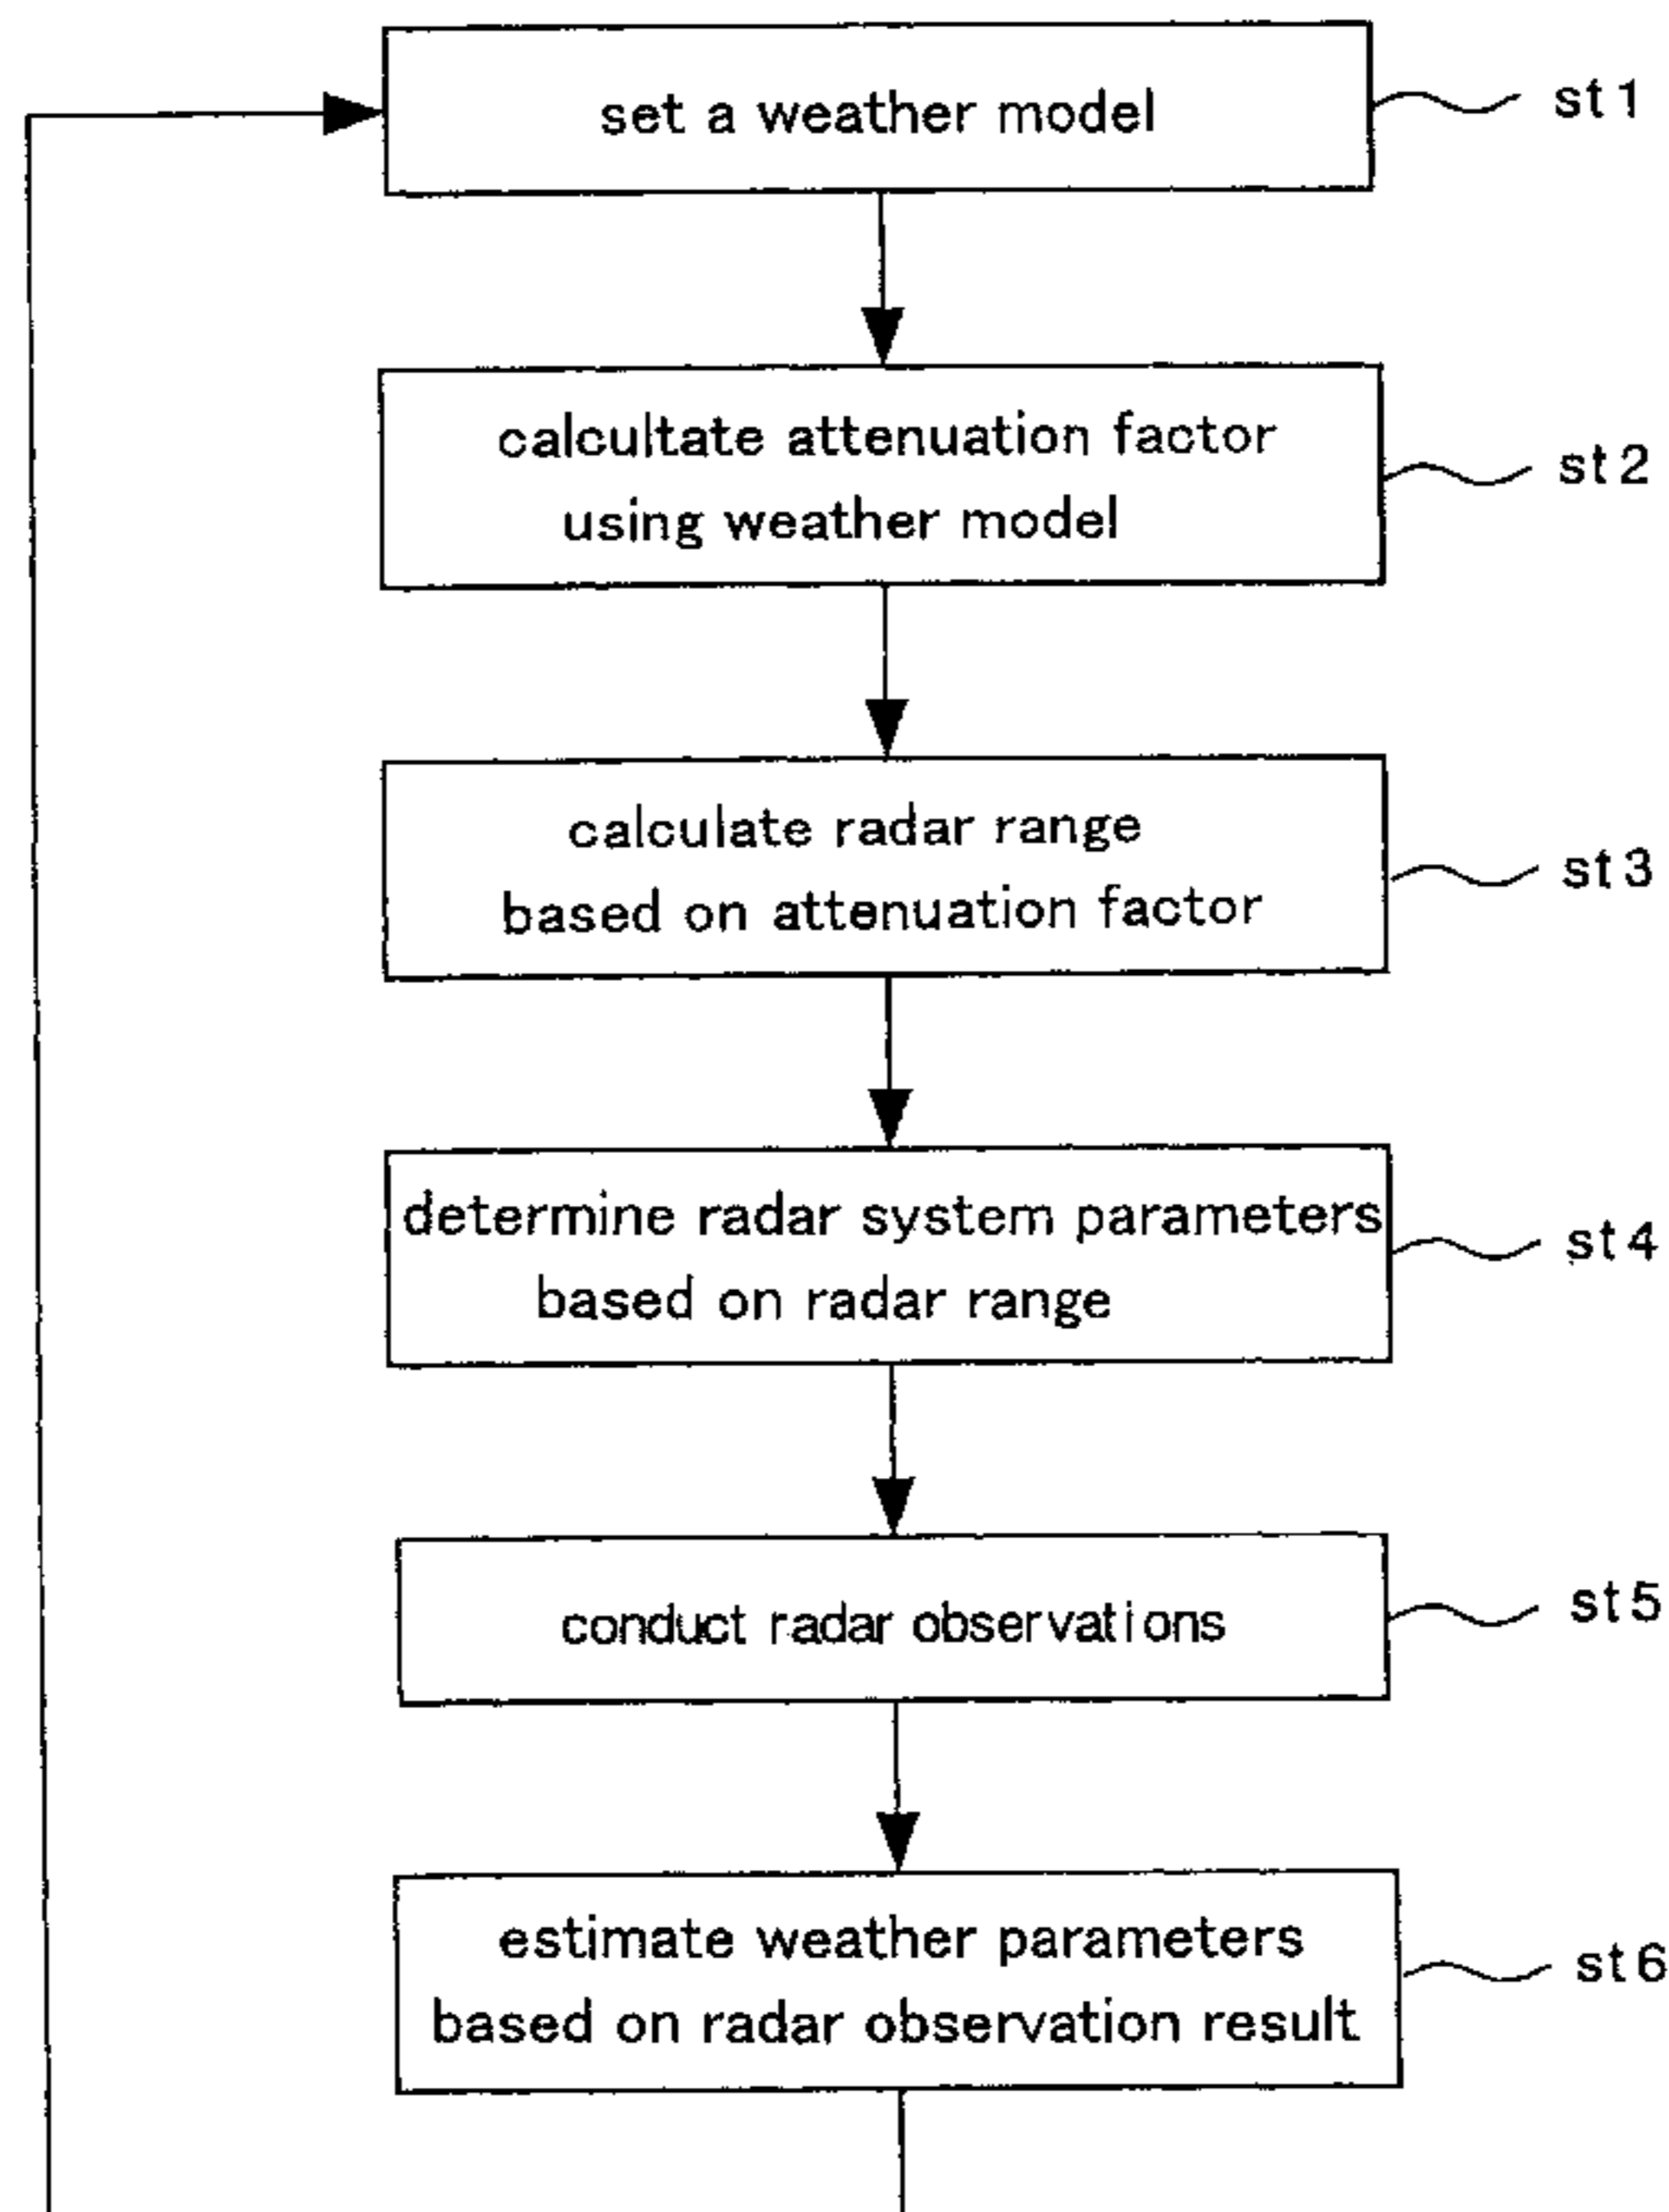 set a weather model
st1
calcultate attenuation factor
using weather model
st2
calculate radar range
based on attenuation factor
st3
determine radar system parameters
based on radar range
st4
conduct radar observations
st5
estimate weather parameters
based on radar observation result
st6